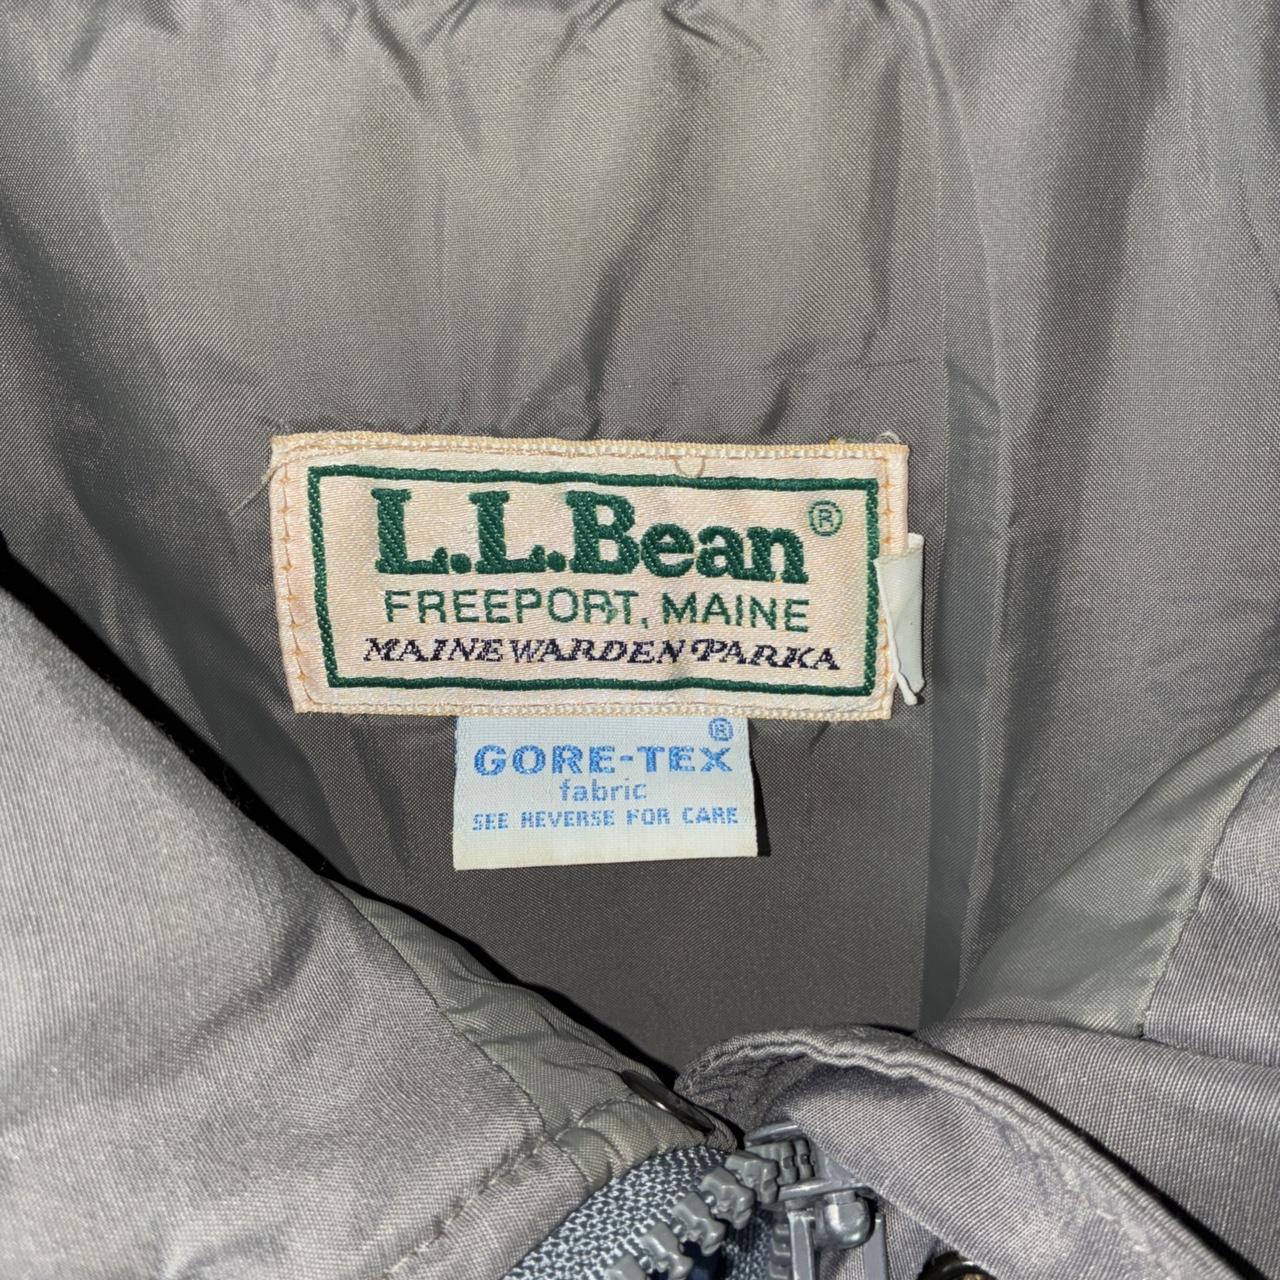 L.L.Bean®
FREEPORT, MAINE
MAINE WARDEN PARKA
GORE-TEX®
fabric
SEE REVERSE FOR CARE